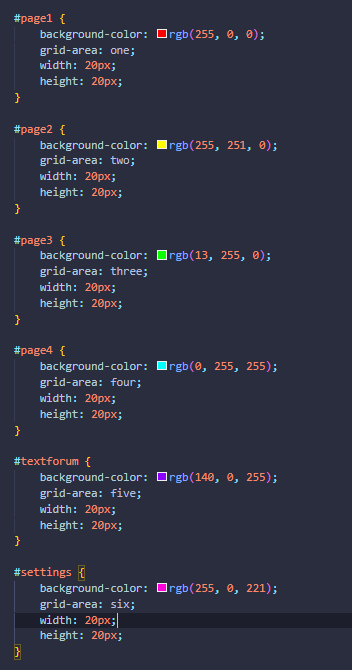 #page1 {
background-color: rgb(255, 0, 0);
grid-area: one;
width: 20px;
height: 20px;
}
#page2 {
background-color: rgb(255, 251, 0);
grid-area: two;
width: 20px;
height: 20px;
}
#page3 {
background-color: rgb(13, 255, 0);
grid-area: three;
width: 20px;
height: 20px;
}
#page4 {
background-color: rgb(0, 255, 255);
grid-area: four;
width: 20px;
height: 20px;
}
#textforum {
background-color: rgb(140, 0, 255);
grid-area: five;
width: 20px;
height: 20px;
}
#settings {
background-color: rgb(255, 0, 221);
grid-area: six;
width: 20px;
height: 20px;
}